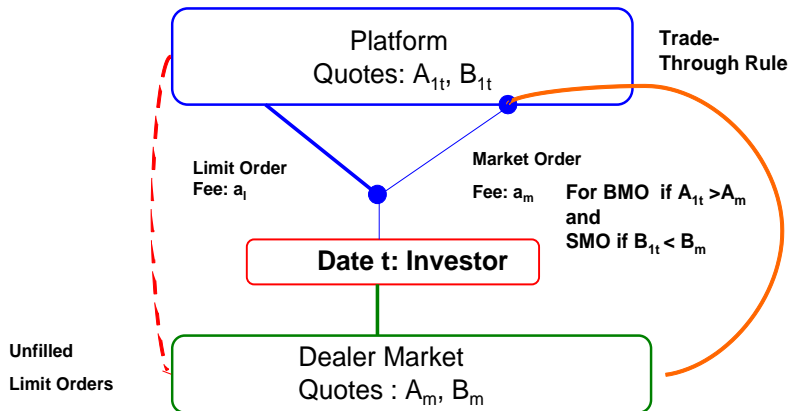 Platform
Quotes: A1t, B1t
Trade-
Through Rule
Limit Order
Fee: al
Market Order
Fee: am
For BMO if A1t >Am
and
SMO if B1t < Bm
Date t: Investor
Unfilled
Limit Orders
Dealer Market
Quotes : Am, Bm